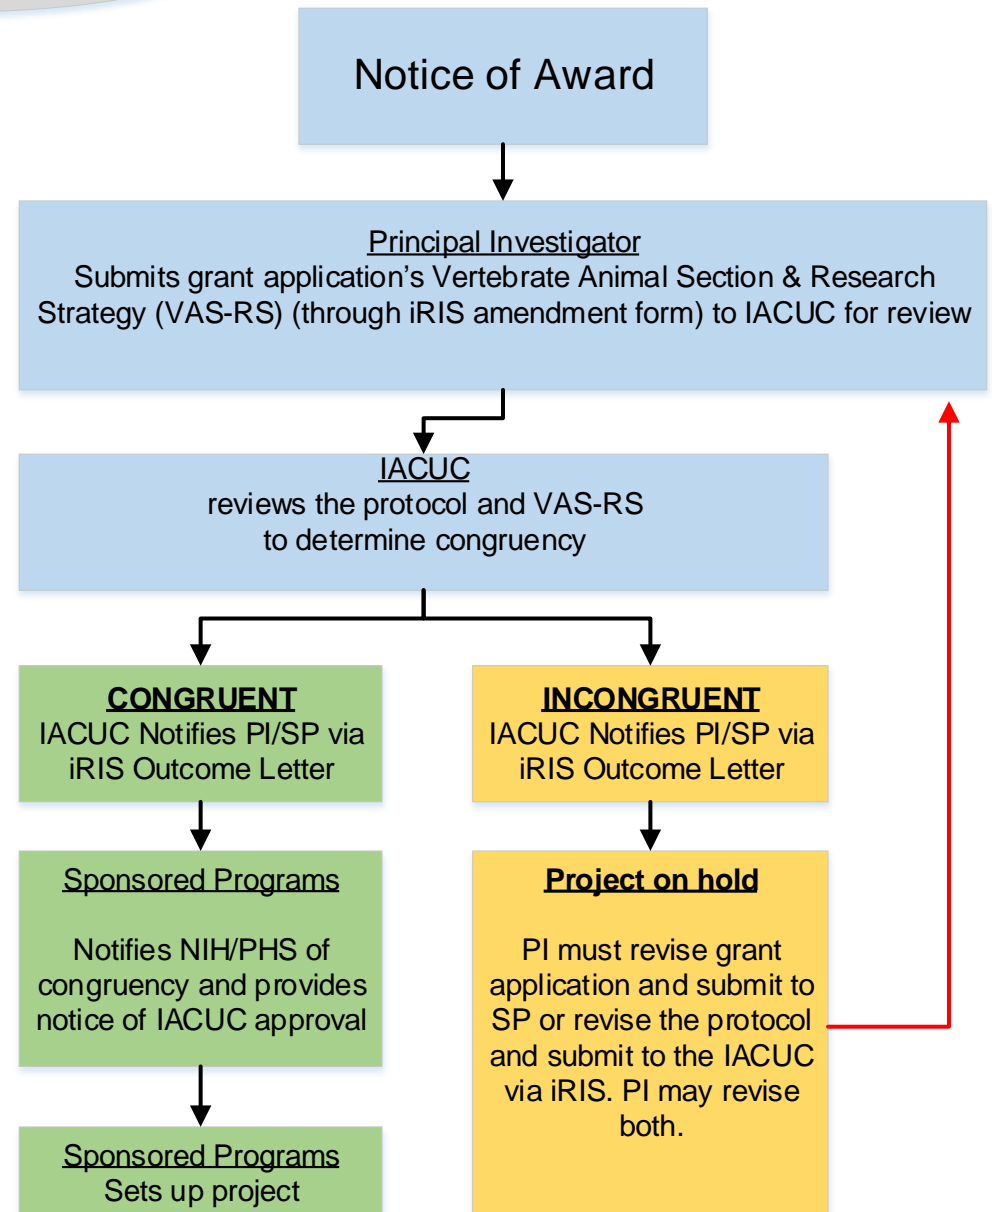 Notice of Award
Principal Investigator
Submits grant application's Vertebrate Animal Section & Research
Strategy (VAS-RS) (through iRIS amendment form) to IACUC for review
IACUC
reviews the protocol and VAS-RS
to determine congruency
CONGRUENT
IACUC Notifies PI/SP via
iRIS Outcome Letter
INCONGRUENT
IACUC Notifies PI/SP via
iRIS Outcome Letter
Sponsored Programs
Notifies NIH/PHS of
congruency and provides
notice of IACUC approval
Project on hold
PI must revise grant
application and submit to
SP or revise the protocol
and submit to the IACUC
via iRIS. PI may revise
both.
Sponsored Programs
Sets up project